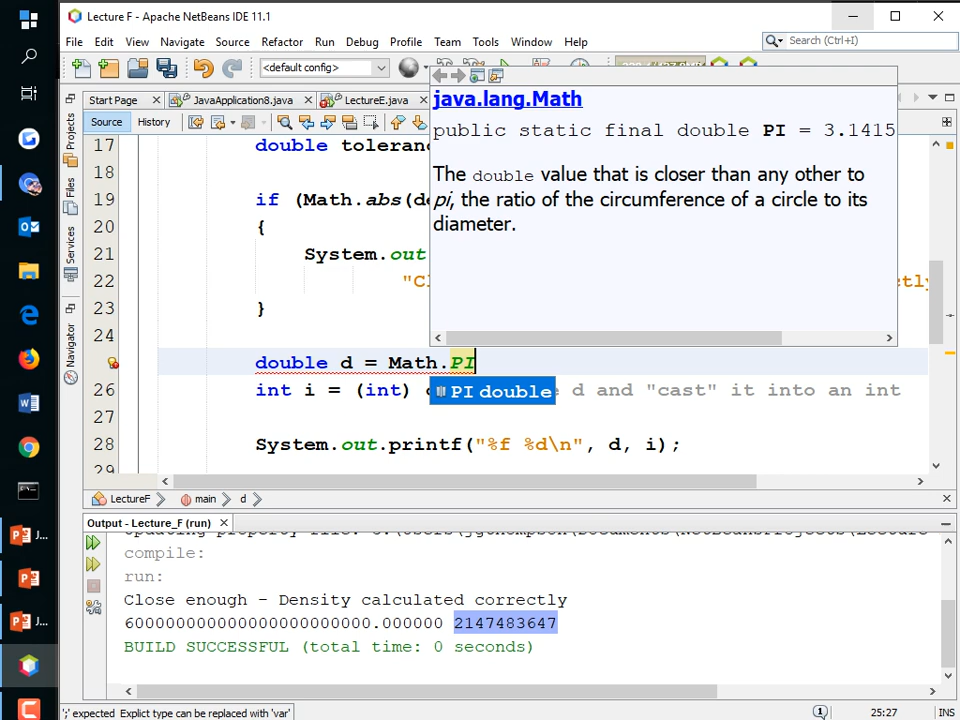 Lecture F - Apache NetBeans IDE 11.1
File Edit View Navigate Source Refactor Run Debug Profile Team Tools Window Help
Search (Ctrl+I)
<default config>
Start Page JavaApplication8.java LectureE.java
Source History
Projects
Files
Services
Navigator
java.lang.Math
public static final double PI = 3.1415
The double value that is closer than any other to
pi, the ratio of the circumference of a circle to its
diameter.
17 double toleran
18
19 if (Math.abs(de
20 {
21 System.out
22 "Cl etly
23 }
24
double d = Math.PI
26 int i = (int) d and "cast" it into an int
PI double
27
28 System.out.printf("%f %d\n", d, i);
29
LectureF main d
Output - Lecture_F (run)
compile:
run:
Close enough - Density calculated correctly
BUILD SUCCESSFUL (total time: 0 seconds)
';' expected Explict type can be replaced with 'var'
1 25:27 INS